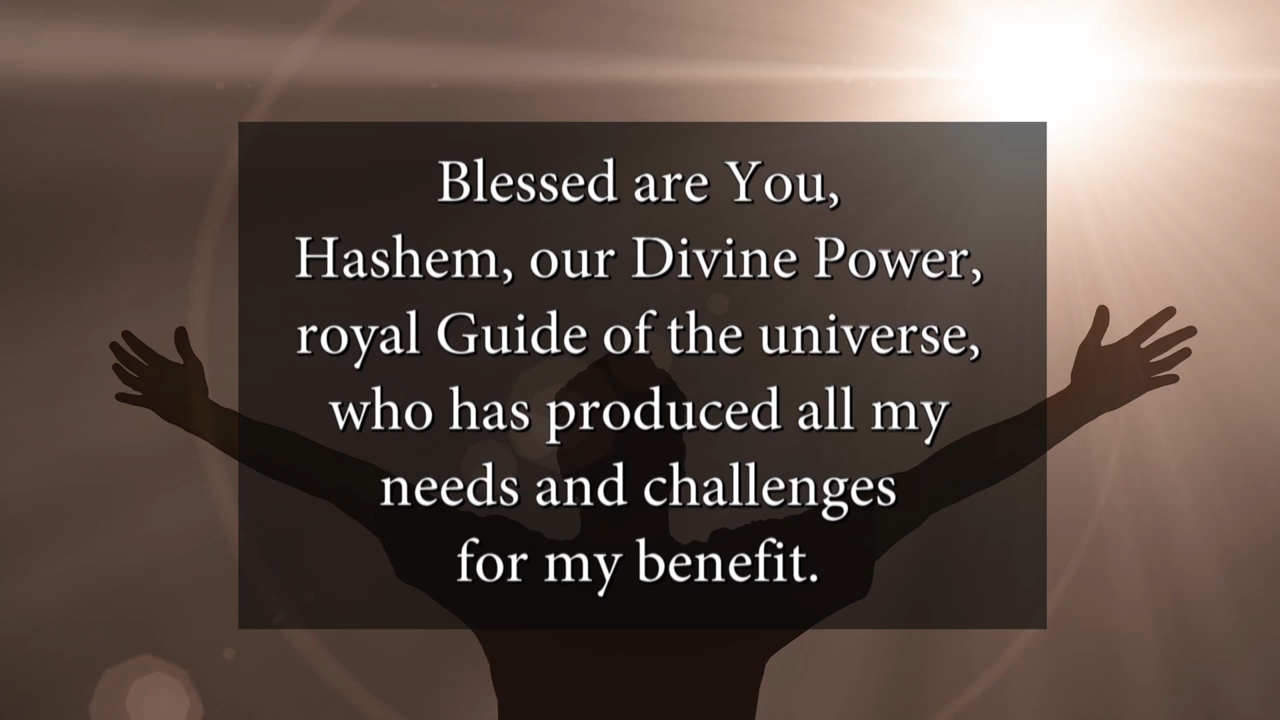 Blessed are You,
Hashem, our Divine Power,
royal Guide of the universe,
who has produced all my
needs and challenges
for my benefit.